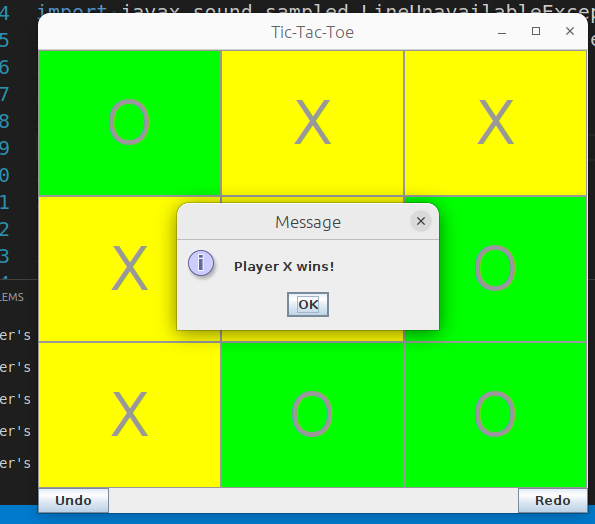 4 import javax.sound.sampled.LineUnavailableExcep
Tic-Tac-Toe
5
6
7
8
9
0
1
2
3
O X X
X O
X O O
Message
Player X wins!
OK
LEMS
er's
er's
er's
er's
er's
Undo Redo